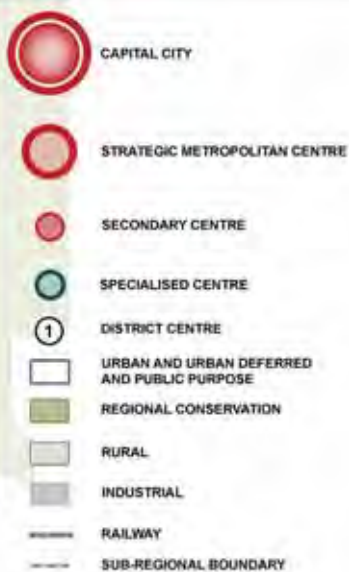 CAPITAL CITY
STRATEGIC METROPOLITAN CENTRE
SECONDARY CENTRE
SPECIALISED CENTRE
1
DISTRICT CENTRE
URBAN AND URBAN DEFERRED
AND PUBLIC PURPOSE
REGIONAL CONSERVATION
RURAL
INDUSTRIAL
RAILWAY
SUB-REGIONAL BOUNDARY